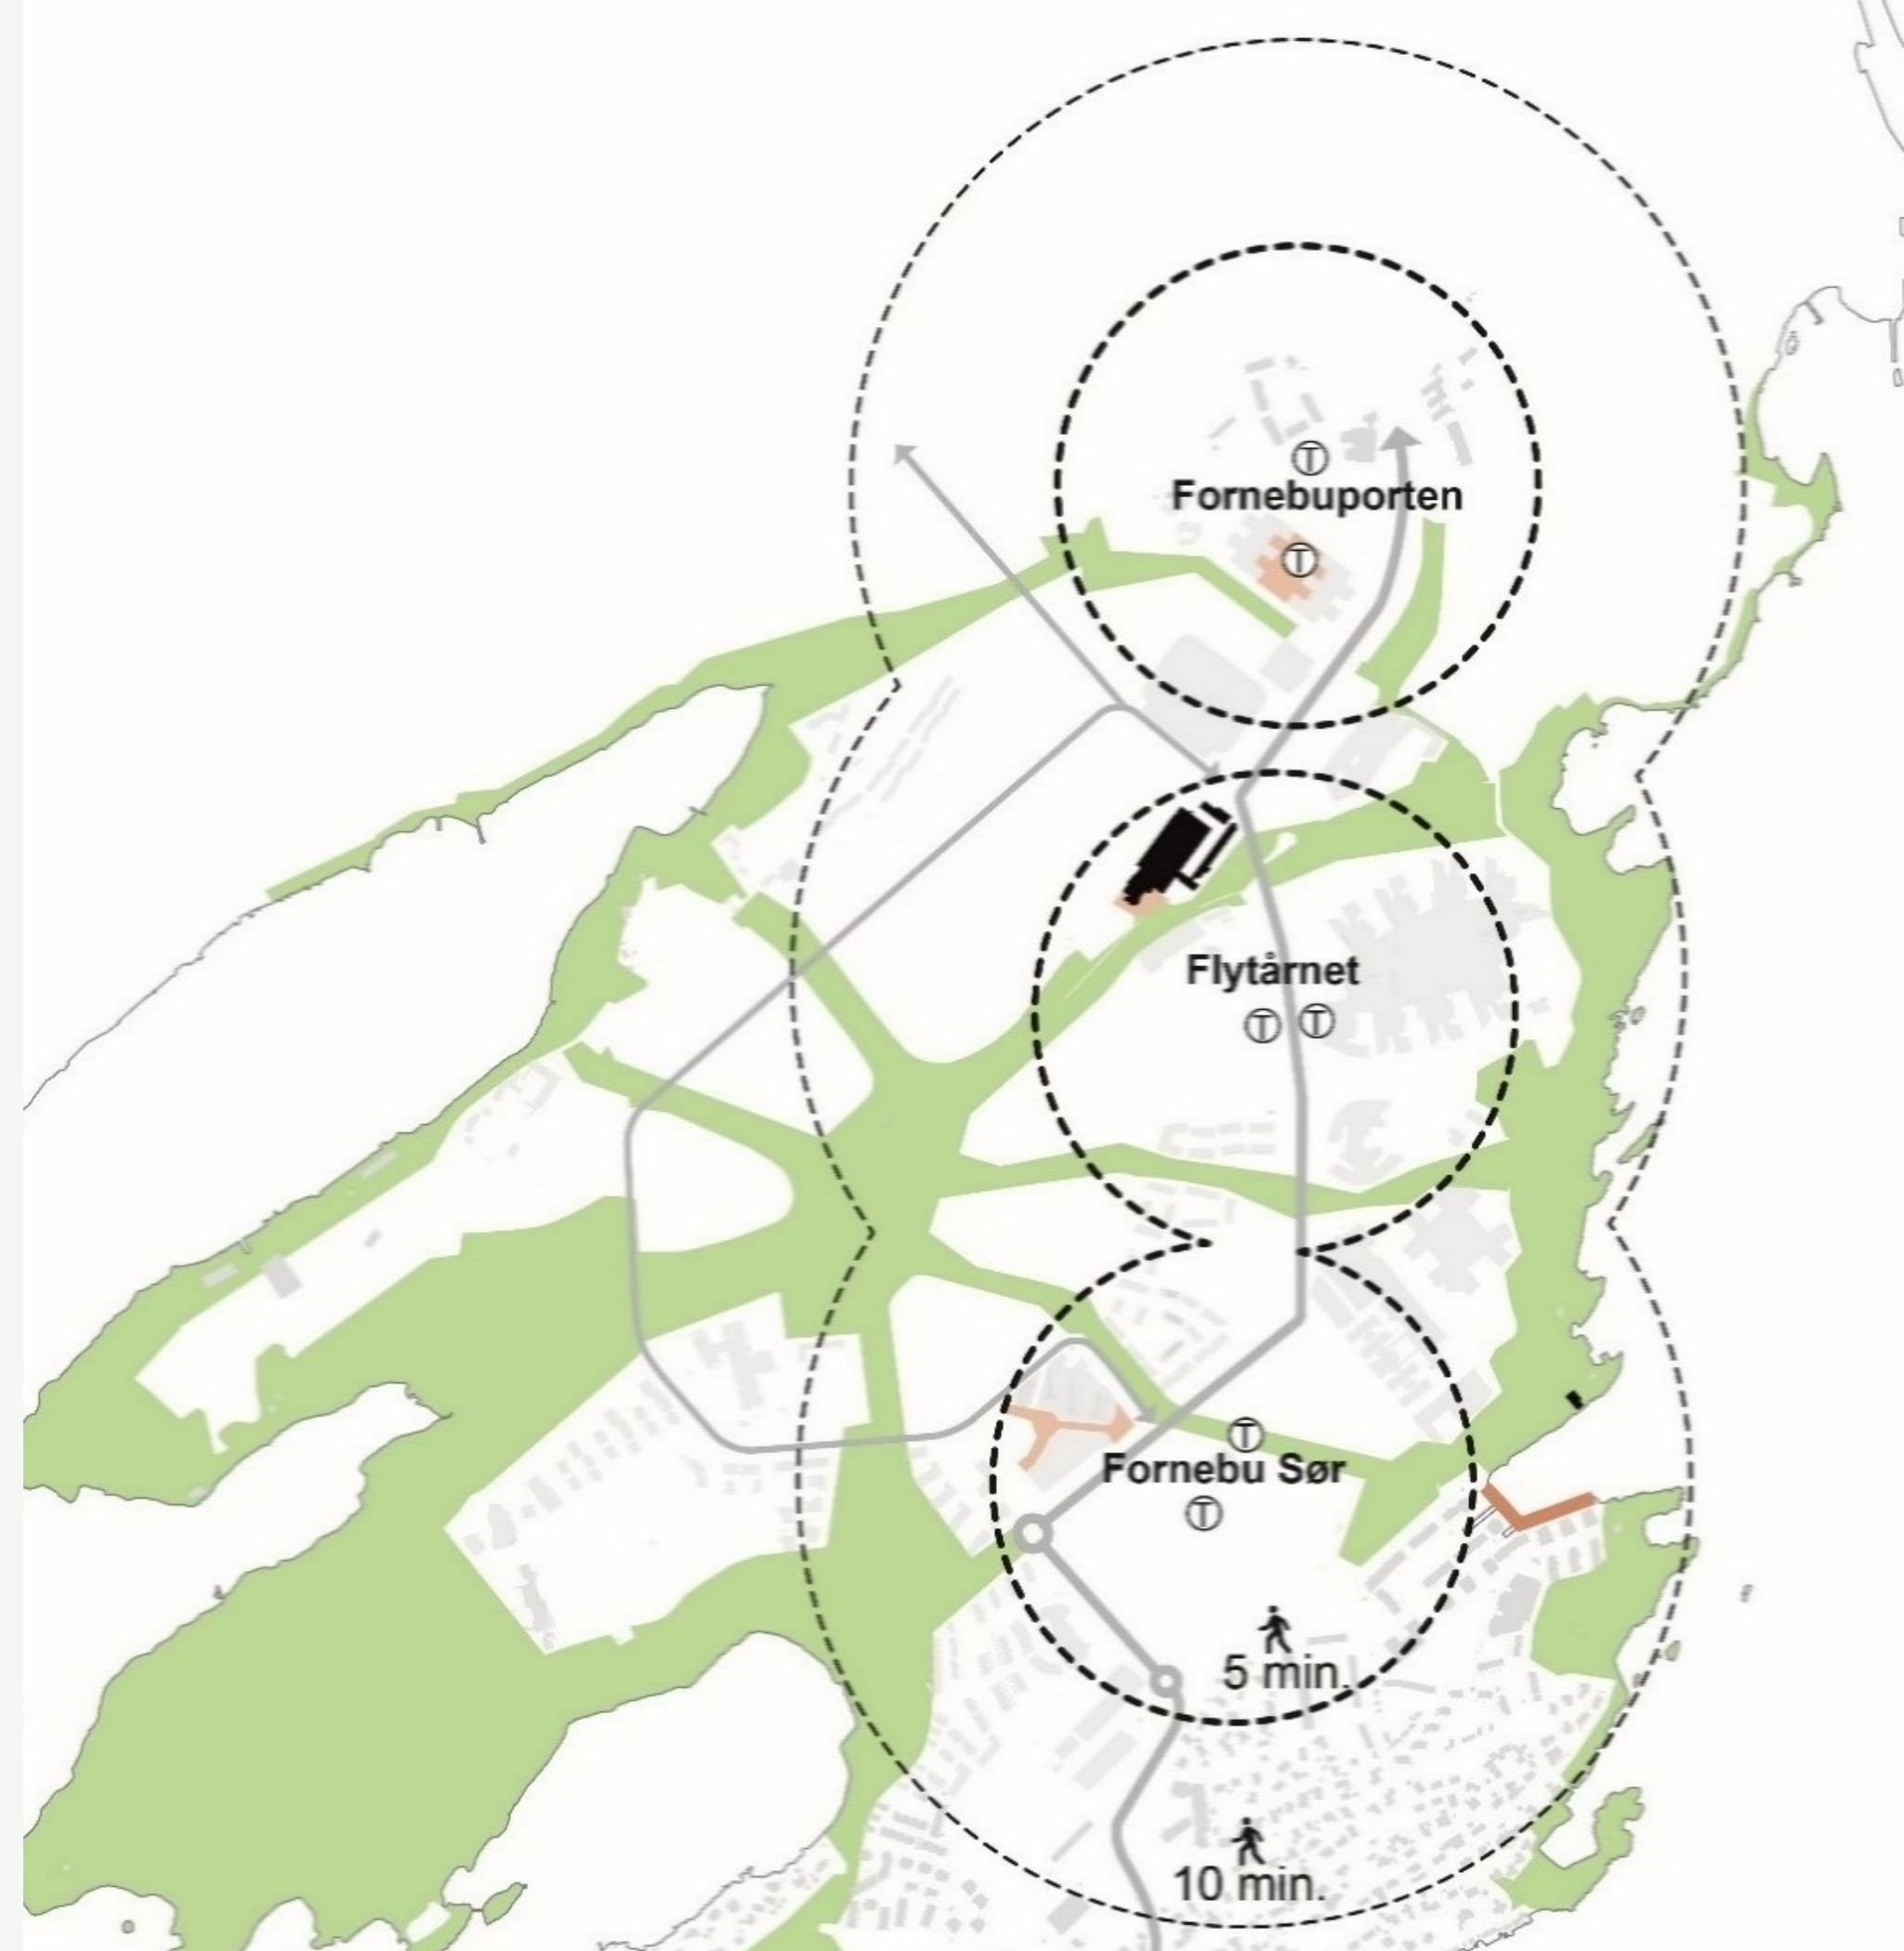 Ⓣ
Fornebuporten
Ⓣ
Flytårnet
Ⓣ Ⓣ
Ⓣ
Fornebu Sør
Ⓣ
5 min.
10 min.